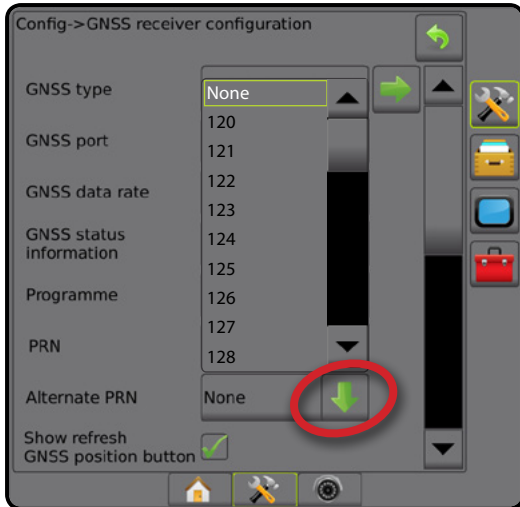 Config->GNSS receiver configuration
GNSS type
None
120
GNSS port
121
122
GNSS data rate
123
GNSS status
information
124
125
Programme
126
127
PRN
128
Alternate PRN
None
Show refresh
GNSS position button